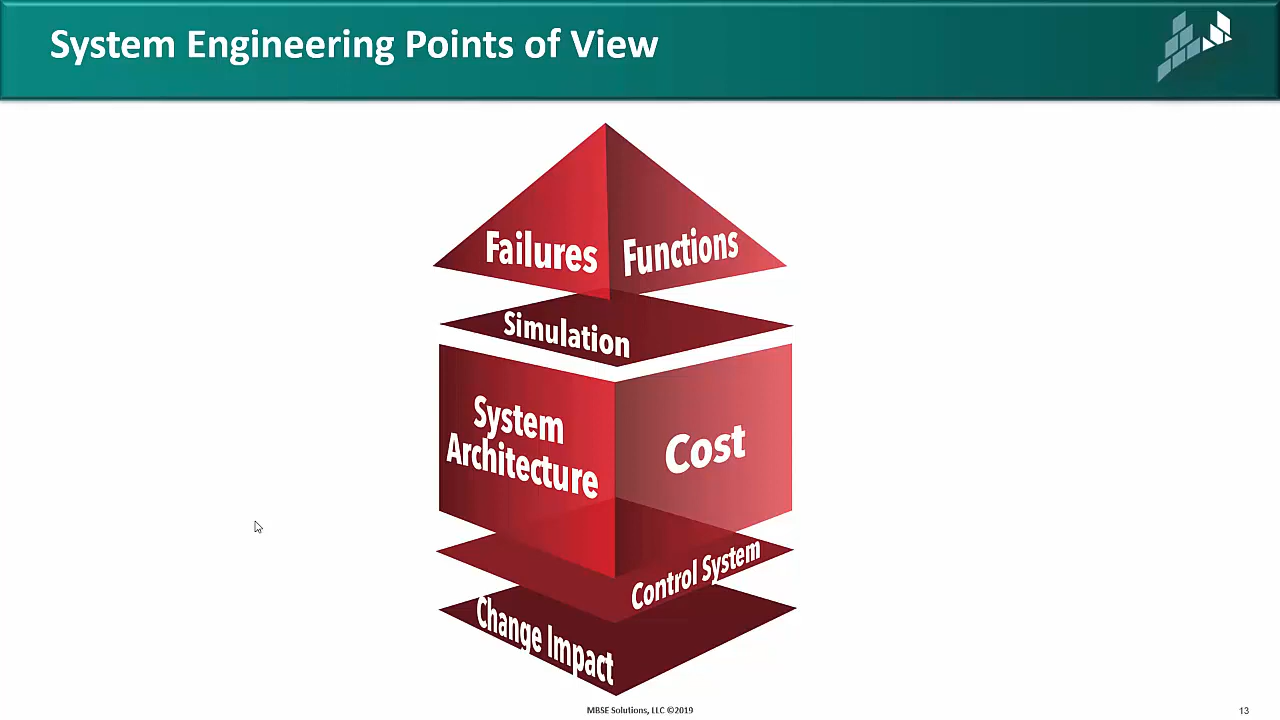 System Engineering Points of View
Failures
Functions
Simulation
System
Architecture
Cost
Control System
Change Impact
MBSE Solutions, LLC ©2019
13